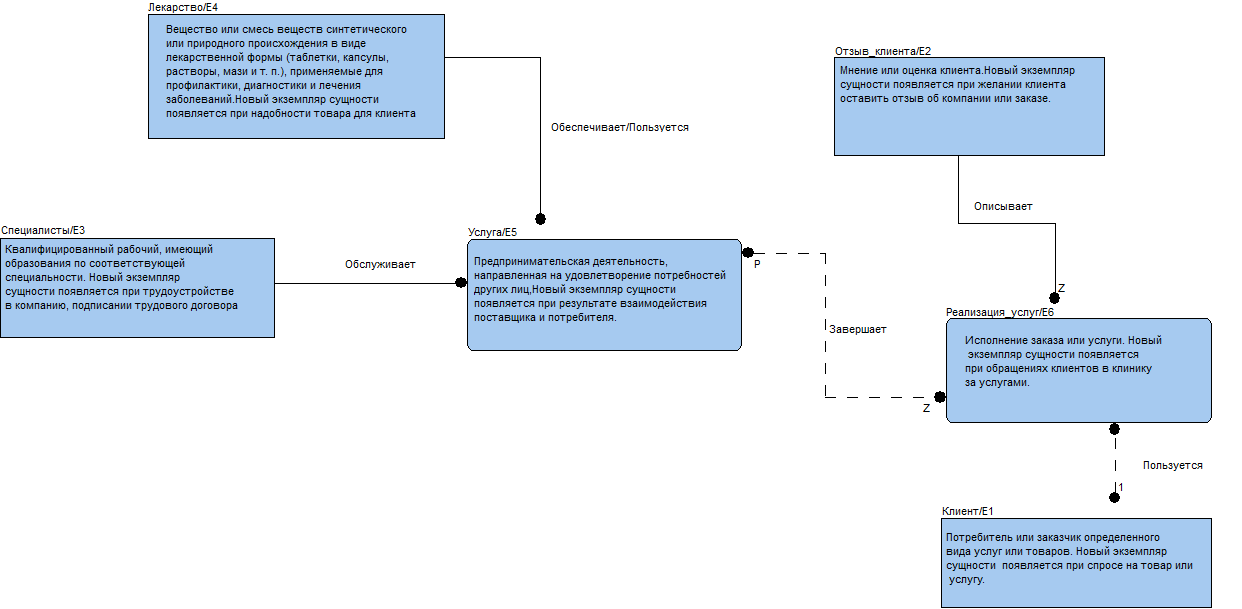 Лекарство/E4
Вещество или смесь веществ синтетического
или природного происхождения в виде
лекарственной формы (таблетки, капсулы,
растворы, мази и т. п.), применяемые для
профилактики, диагностики и лечения
заболеваний.Новый экземпляр сущности
появляется при надобности товара для клиента
Отзыв_клиента/E2
Мнение или оценка клиента.Новый экземпляр
сущности появляется при желании клиента
оставить отзыв об компании или заказе.
Обеспечивает/Пользуется
Описывает
Специалисты/E3
Квалифицированный рабочий, имеющий
образования по соответствующей
специальности. Новый экземпляр
сущности появляется при трудоустройстве
в компанию, подписании трудового договора
Обслуживает
Услуга/E5
Предпринимательская деятельность,
направленная на удовлетворение потребностей
других лиц,Новый экземпляр сущности
появляется при результате взаимодействия
поставщика и потребителя.
P
Завершает
Z
Z
Реализация_услуг/E6
Исполнение заказа или услуги. Новый
экземпляр сущности появляется
при обращениях клиентов в клинику
за услугами.
Пользуется
1
Клиент/E1
Потребитель или заказчик определенного
вида услуг или товаров. Новый экземпляр
сущности появляется при спросе на товар или
услугу.